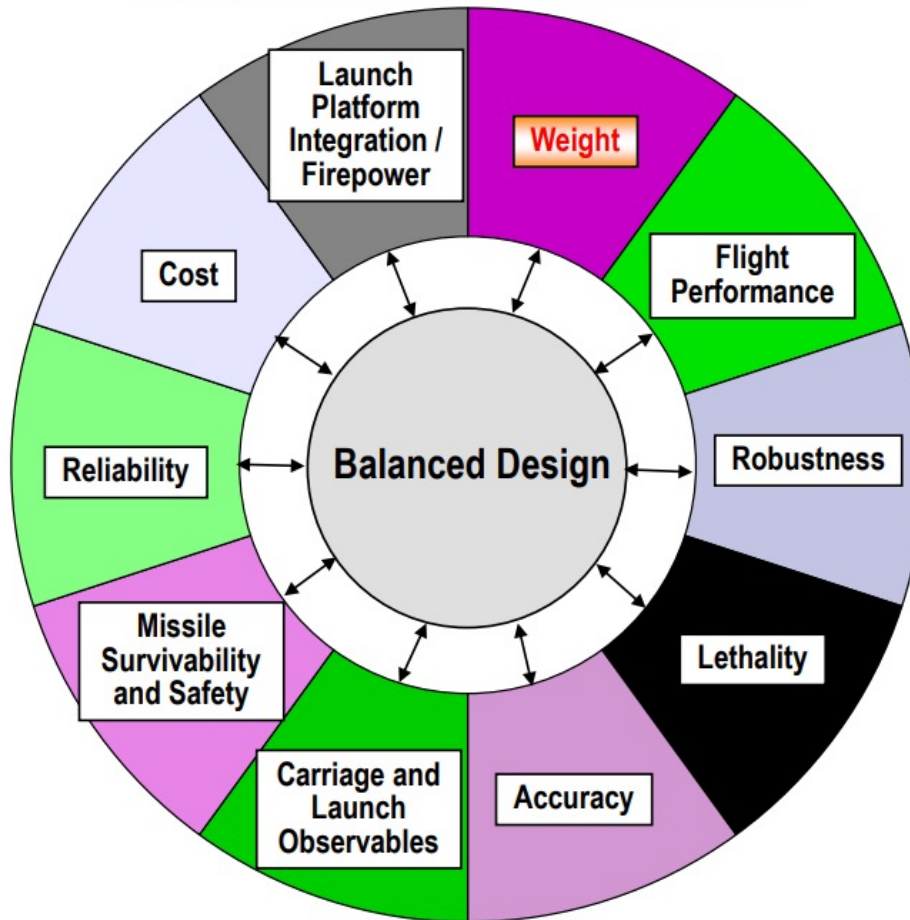 Launch
Platform
Integration /
Firepower
Weight
Flight
Performance
Robustness
Lethality
Accuracy
Carriage and
Launch
Observables
Missile
Survivability
and Safety
Reliability
Cost
Balanced Design